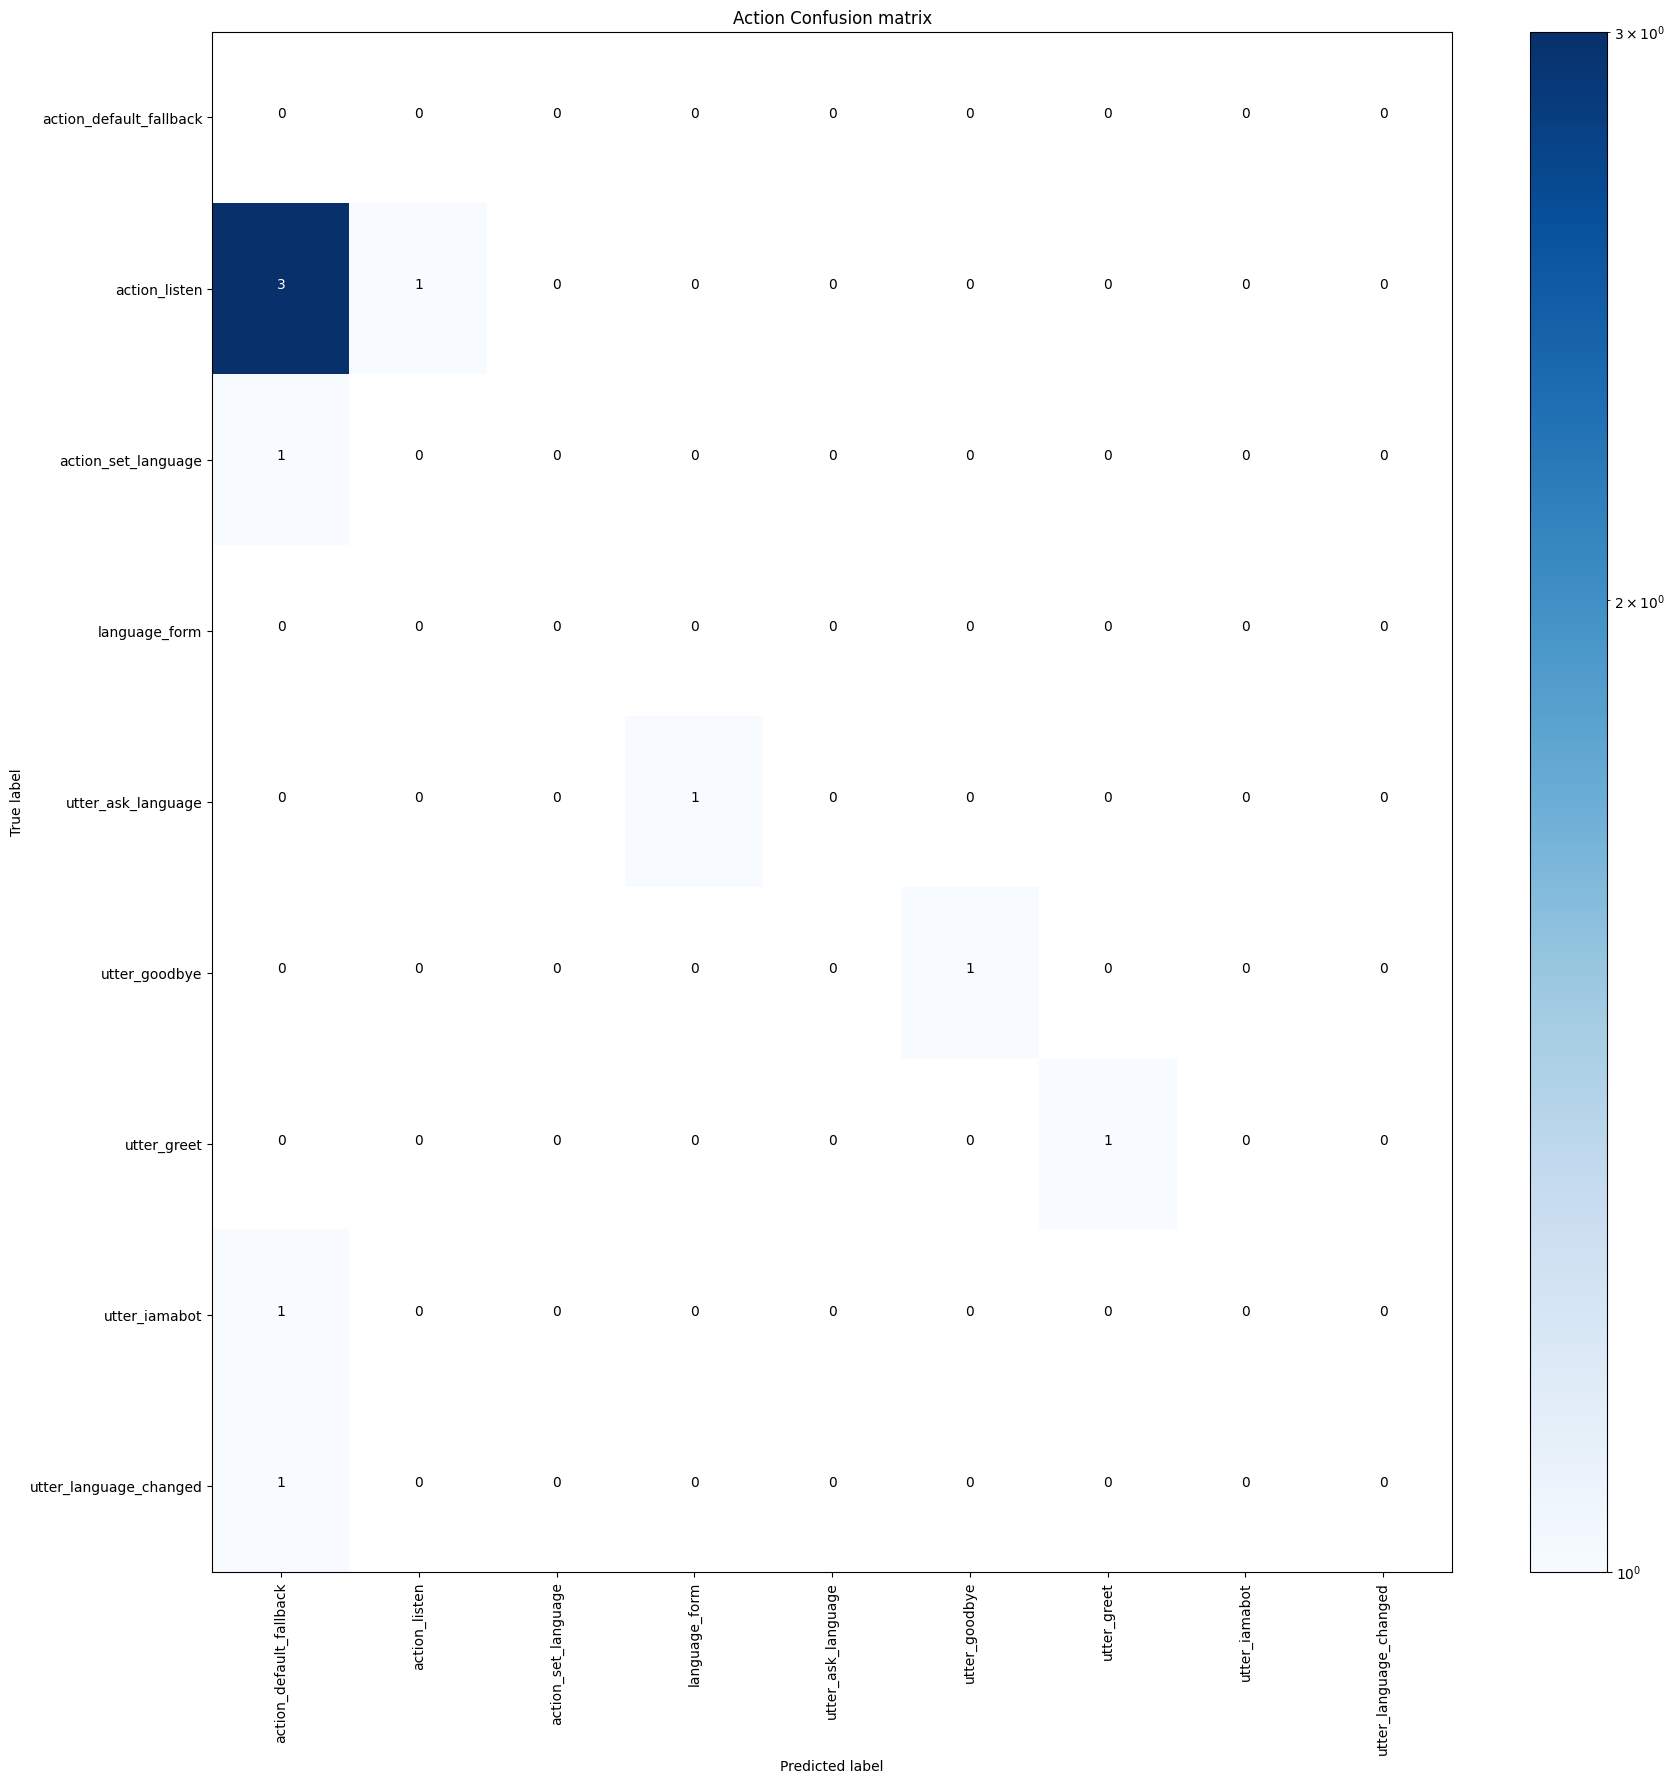 Action Confusion matrix
action_default_fallback 0 0 0 0 0 0 0 0 0
action_listen 3 1 0 0 0 0 0 0 0
action_set_language 1 0 0 0 0 0 0 0 0
language_form 0 0 0 0 0 0 0 0 0
utter_ask_language 0 0 0 1 0 0 0 0 0
utter_goodbye 0 0 0 0 0 1 0 0 0
utter_greet 0 0 0 0 0 0 1 0 0
utter_iamabot 1 0 0 0 0 0 0 0 0
utter_language_changed 1 0 0 0 0 0 0 0 0
True label
action_default_fallback
action_listen
action_set_language
language_form
utter_ask_language
utter_goodbye
utter_greet
utter_iamabot
utter_language_changed
Predicted label
3 × 10⁰
2 × 10⁰
10⁰